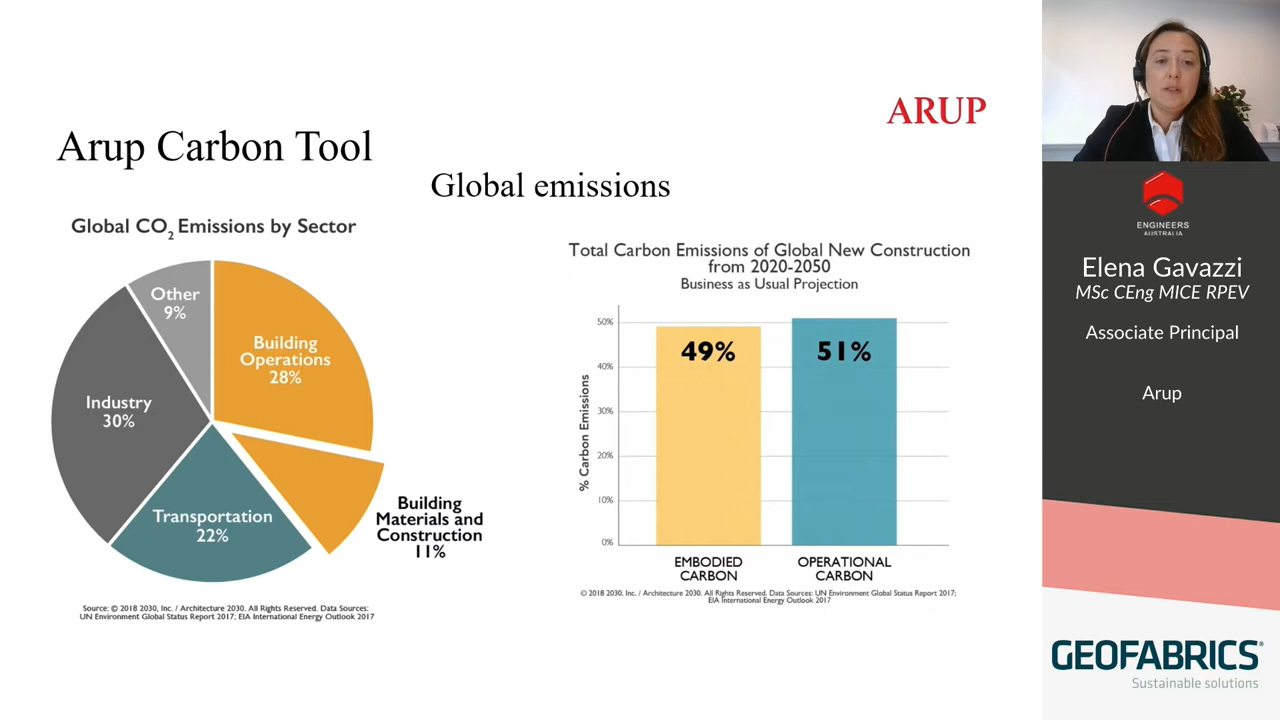 ARUP
Arup Carbon Tool
Global emissions
Global CO2 Emissions by Sector
Other
9%
Building
Operations
28%
Industry
30%
Transportation
22%
Building
Materials and
Construction
11%
Source: © 2018 2030, Inc. / Architecture 2030. All Rights Reserved. Data Sources:
UN Environment Global Status Report 2017; EIA International Energy Outlook 2017
Total Carbon Emissions of Global New Construction
from 2020-2050
Business as Usual Projection
% Carbon Emissions
50%
40%
30%
20%
10%
0%
49%
51%
EMBODIED
CARBON
OPERATIONAL
CARBON
© 2018 2030, Inc. / Architecture 2030. All Rights Reserved. Data Sources: UN Environment Global Status Report 2017;
EIA International Energy Outlook 2017
ENGINEERS
AUSTRALIA
Elena Gavazzi
MSc CEng MICE RPEV
Associate Principal
Arup
GEOFABRICS®
Sustainable solutions